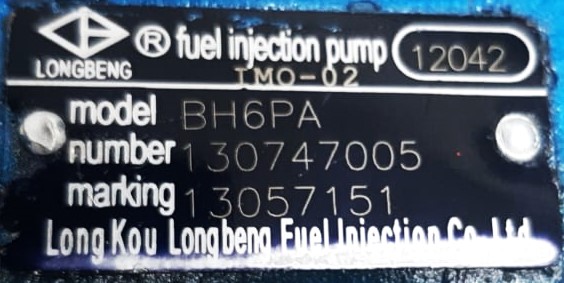 ® fuel injection pump 12042
LONGBENG
TMO-02
model BH6PA
number 130747005
marking 13057151
Long Kou Longbeng Fuel Injection Co.,Ltd